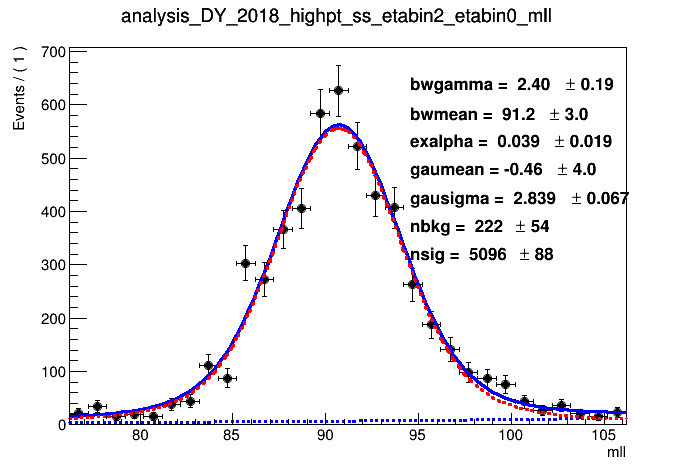 analysis_DY_2018_highpt_ss_etabin2_etabin0_mll
Events / ( 1 )
700
600
500
400
300
200
100
0
bwgamma = 2.40 ± 0.19
bwmean = 91.2 ± 3.0
exalpha = 0.039 ± 0.019
gaumean = -0.46 ± 4.0
gausigma = 2.839 ± 0.067
nbkg = 222 ± 54
nsig = 5096 ± 88
80 85 90 95 100 105
mll